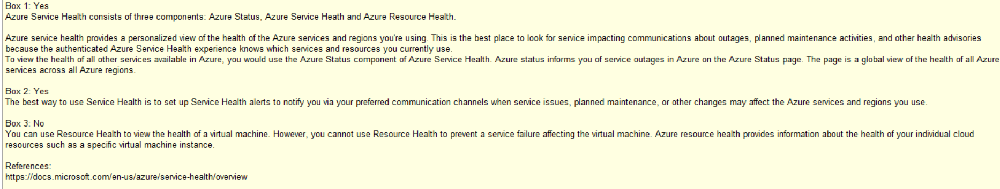 Box 1: Yes
Azure Service Health consists of three components: Azure Status, Azure Service Heath and Azure Resource Health.
Azure service health provides a personalized view of the health of the Azure services and regions you're using. This is the best place to look for service impacting communications about outages, planned maintenance activities, and other health advisories
because the authenticated Azure Service Health experience knows which services and resources you currently use.
To view the health of all other services available in Azure, you would use the Azure Status component of Azure Service Health. Azure status informs you of service outages in Azure on the Azure Status page. The page is a global view of the health of all Azure
services across all Azure regions.
Box 2: Yes
The best way to use Service Health is to set up Service Health alerts to notify you via your preferred communication channels when service issues, planned maintenance, or other changes may affect the Azure services and regions you use.
Box 3: No
You can use Resource Health to view the health of a virtual machine. However, you cannot use Resource Health to prevent a service failure affecting the virtual machine. Azure resource health provides information about the health of your individual cloud
resources such as a specific virtual machine instance.
References:
https://docs.microsoft.com/en-us/azure/service-health/overview